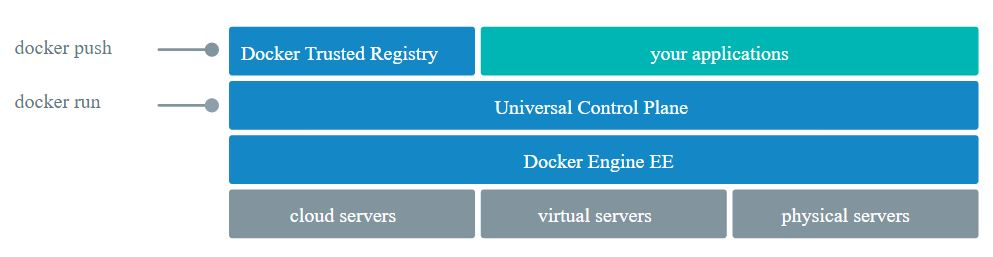 docker push
Docker Trusted Registry
your applications
docker run
Universal Control Plane
Docker Engine EE
cloud servers
virtual servers
physical servers